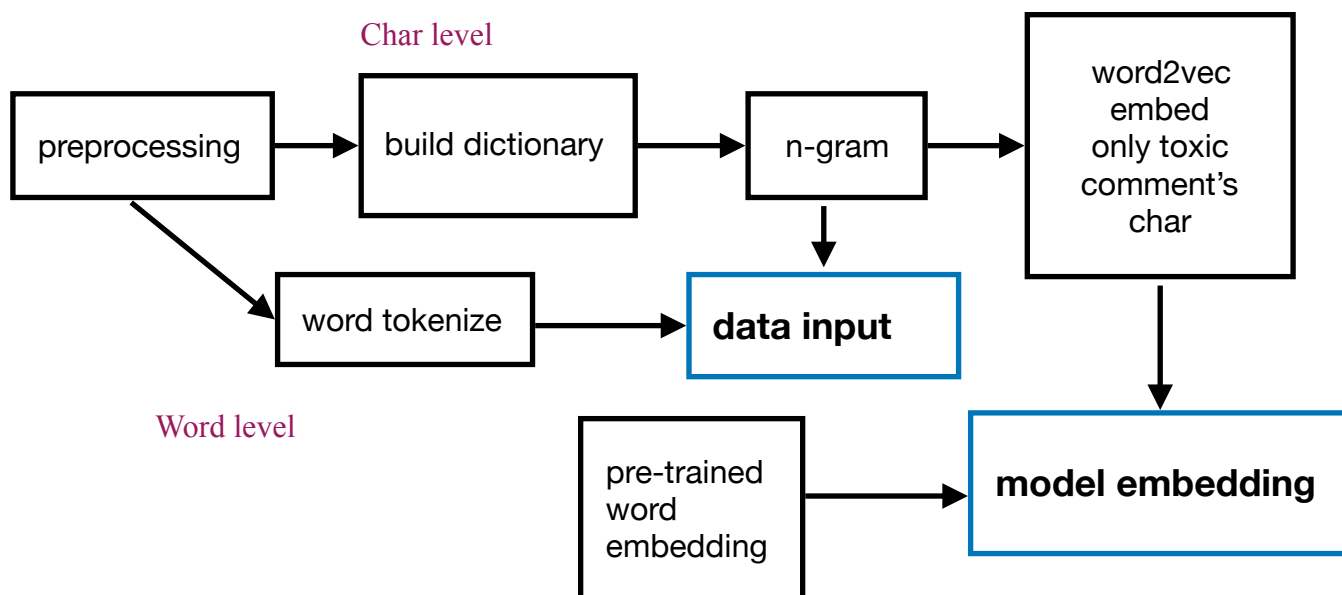 Char level
preprocessing
build dictionary
n-gram
word2vec
embed
only toxic
comment’s
char
word tokenize
data input
Word level
pre-trained
word
embedding
model embedding